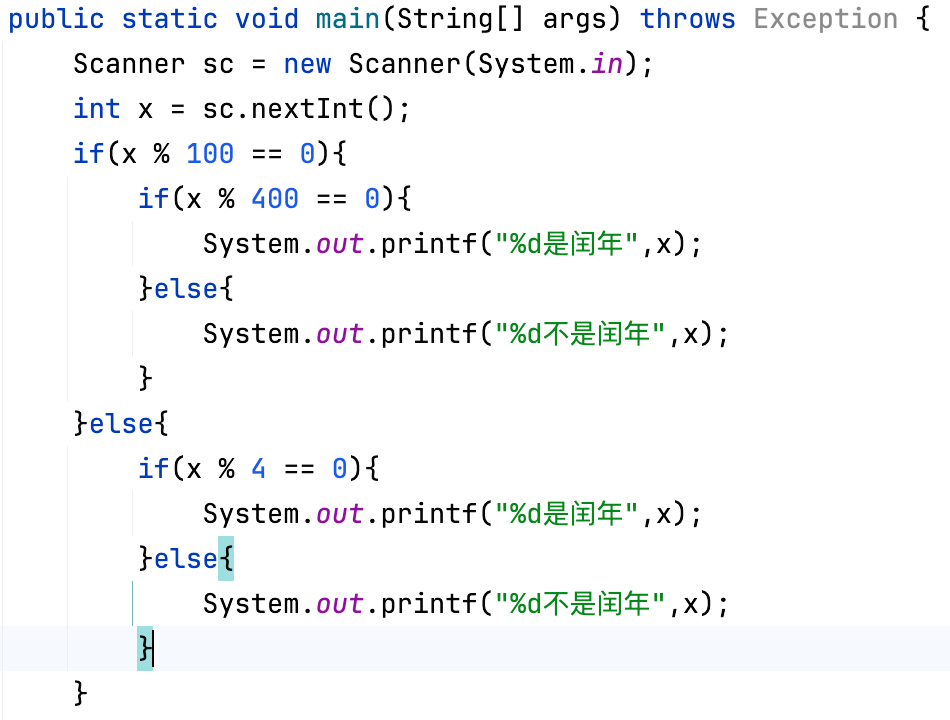 public static void main(String[] args) throws Exception {
    Scanner sc = new Scanner(System.in);
    int x = sc.nextInt();
    if(x % 100 == 0){
        if(x % 400 == 0){
            System.out.printf("%d是闰年",x);
        }else{
            System.out.printf("%d不是闰年",x);
        }
    }else{
        if(x % 4 == 0){
            System.out.printf("%d是闰年",x);
        }else{
            System.out.printf("%d不是闰年",x);
        }
    }